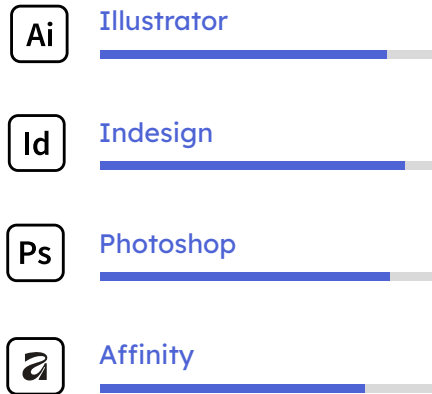 Ai
Illustrator
Id
Indesign
Ps
Photoshop
a
Affinity